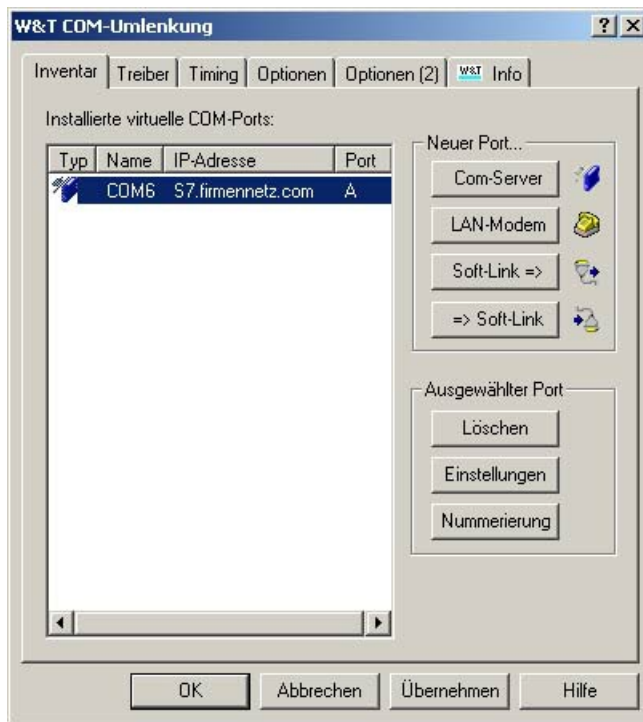 W&T COM-Umlenkung
Inventar Treiber Timing Optionen Optionen (2) W&T Info
Installierte virtuelle COM-Ports:
Typ Name IP-Adresse Port
COM6 S7.firmennetz.com A
Neuer Port...
Com-Server
LAN-Modem
Soft-Link =>
=> Soft-Link
Ausgewählter Port
Löschen
Einstellungen
Nummerierung
OK Abbrechen Übernehmen Hilfe